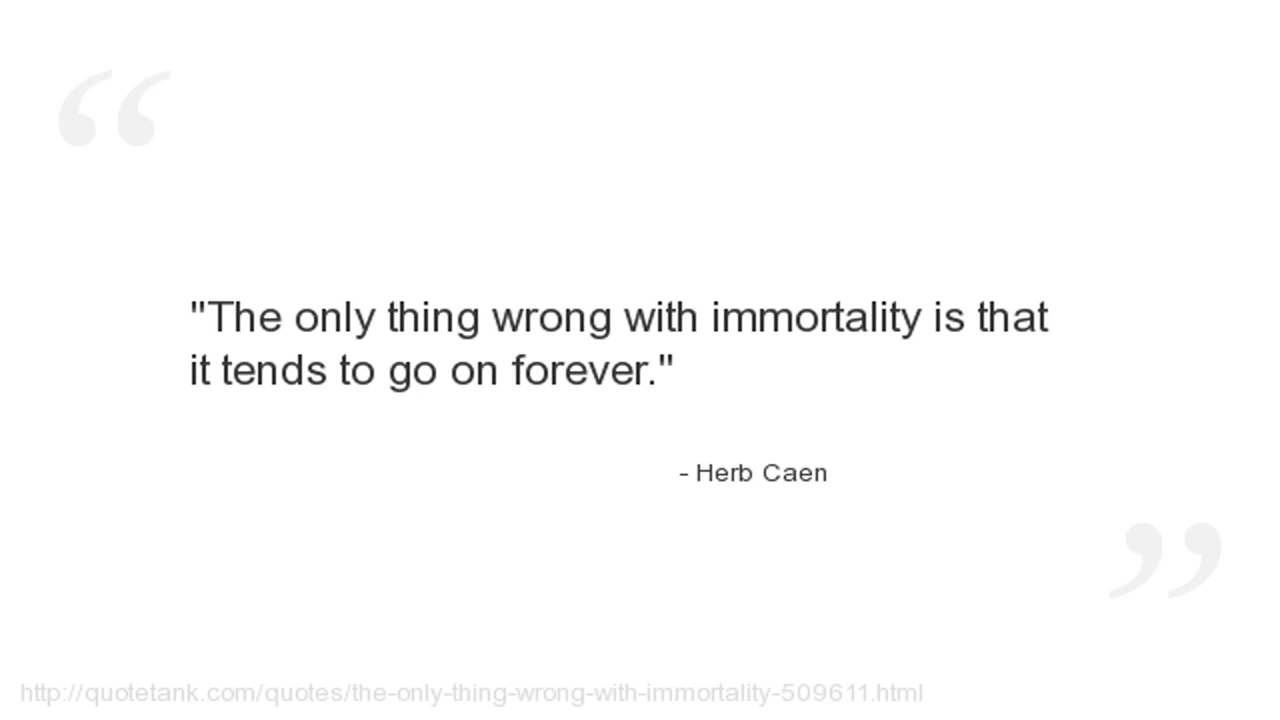 "The only thing wrong with immortality is that
it tends to go on forever."
- Herb Caen
http://quotetank.com/quotes/the-only-thing-wrong-with-immortality-509611.html